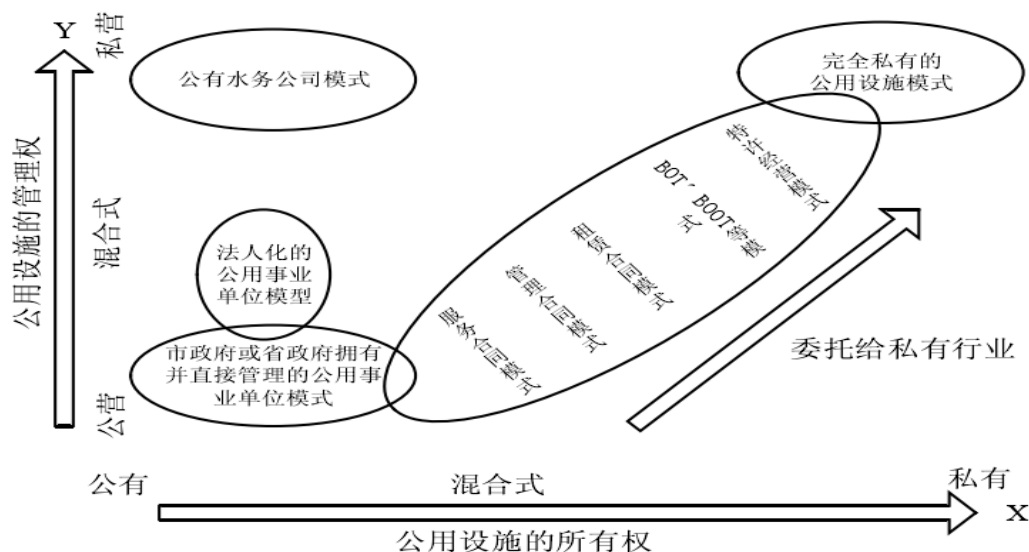 Y
私营
公有水务公司模式
完全私有的
公用设施模式
特许经营模式
BOT，BOOT等模
式
公用设施的管理权
混合式
法人化的
公用事业
单位模型
租赁合同模式
管理合同模式
服务合同模式
市政府或省政府拥有
并直接管理的公用事
业单位模式
委托给私有行业
公营
公有
混合式
私有
X
公用设施的所有权